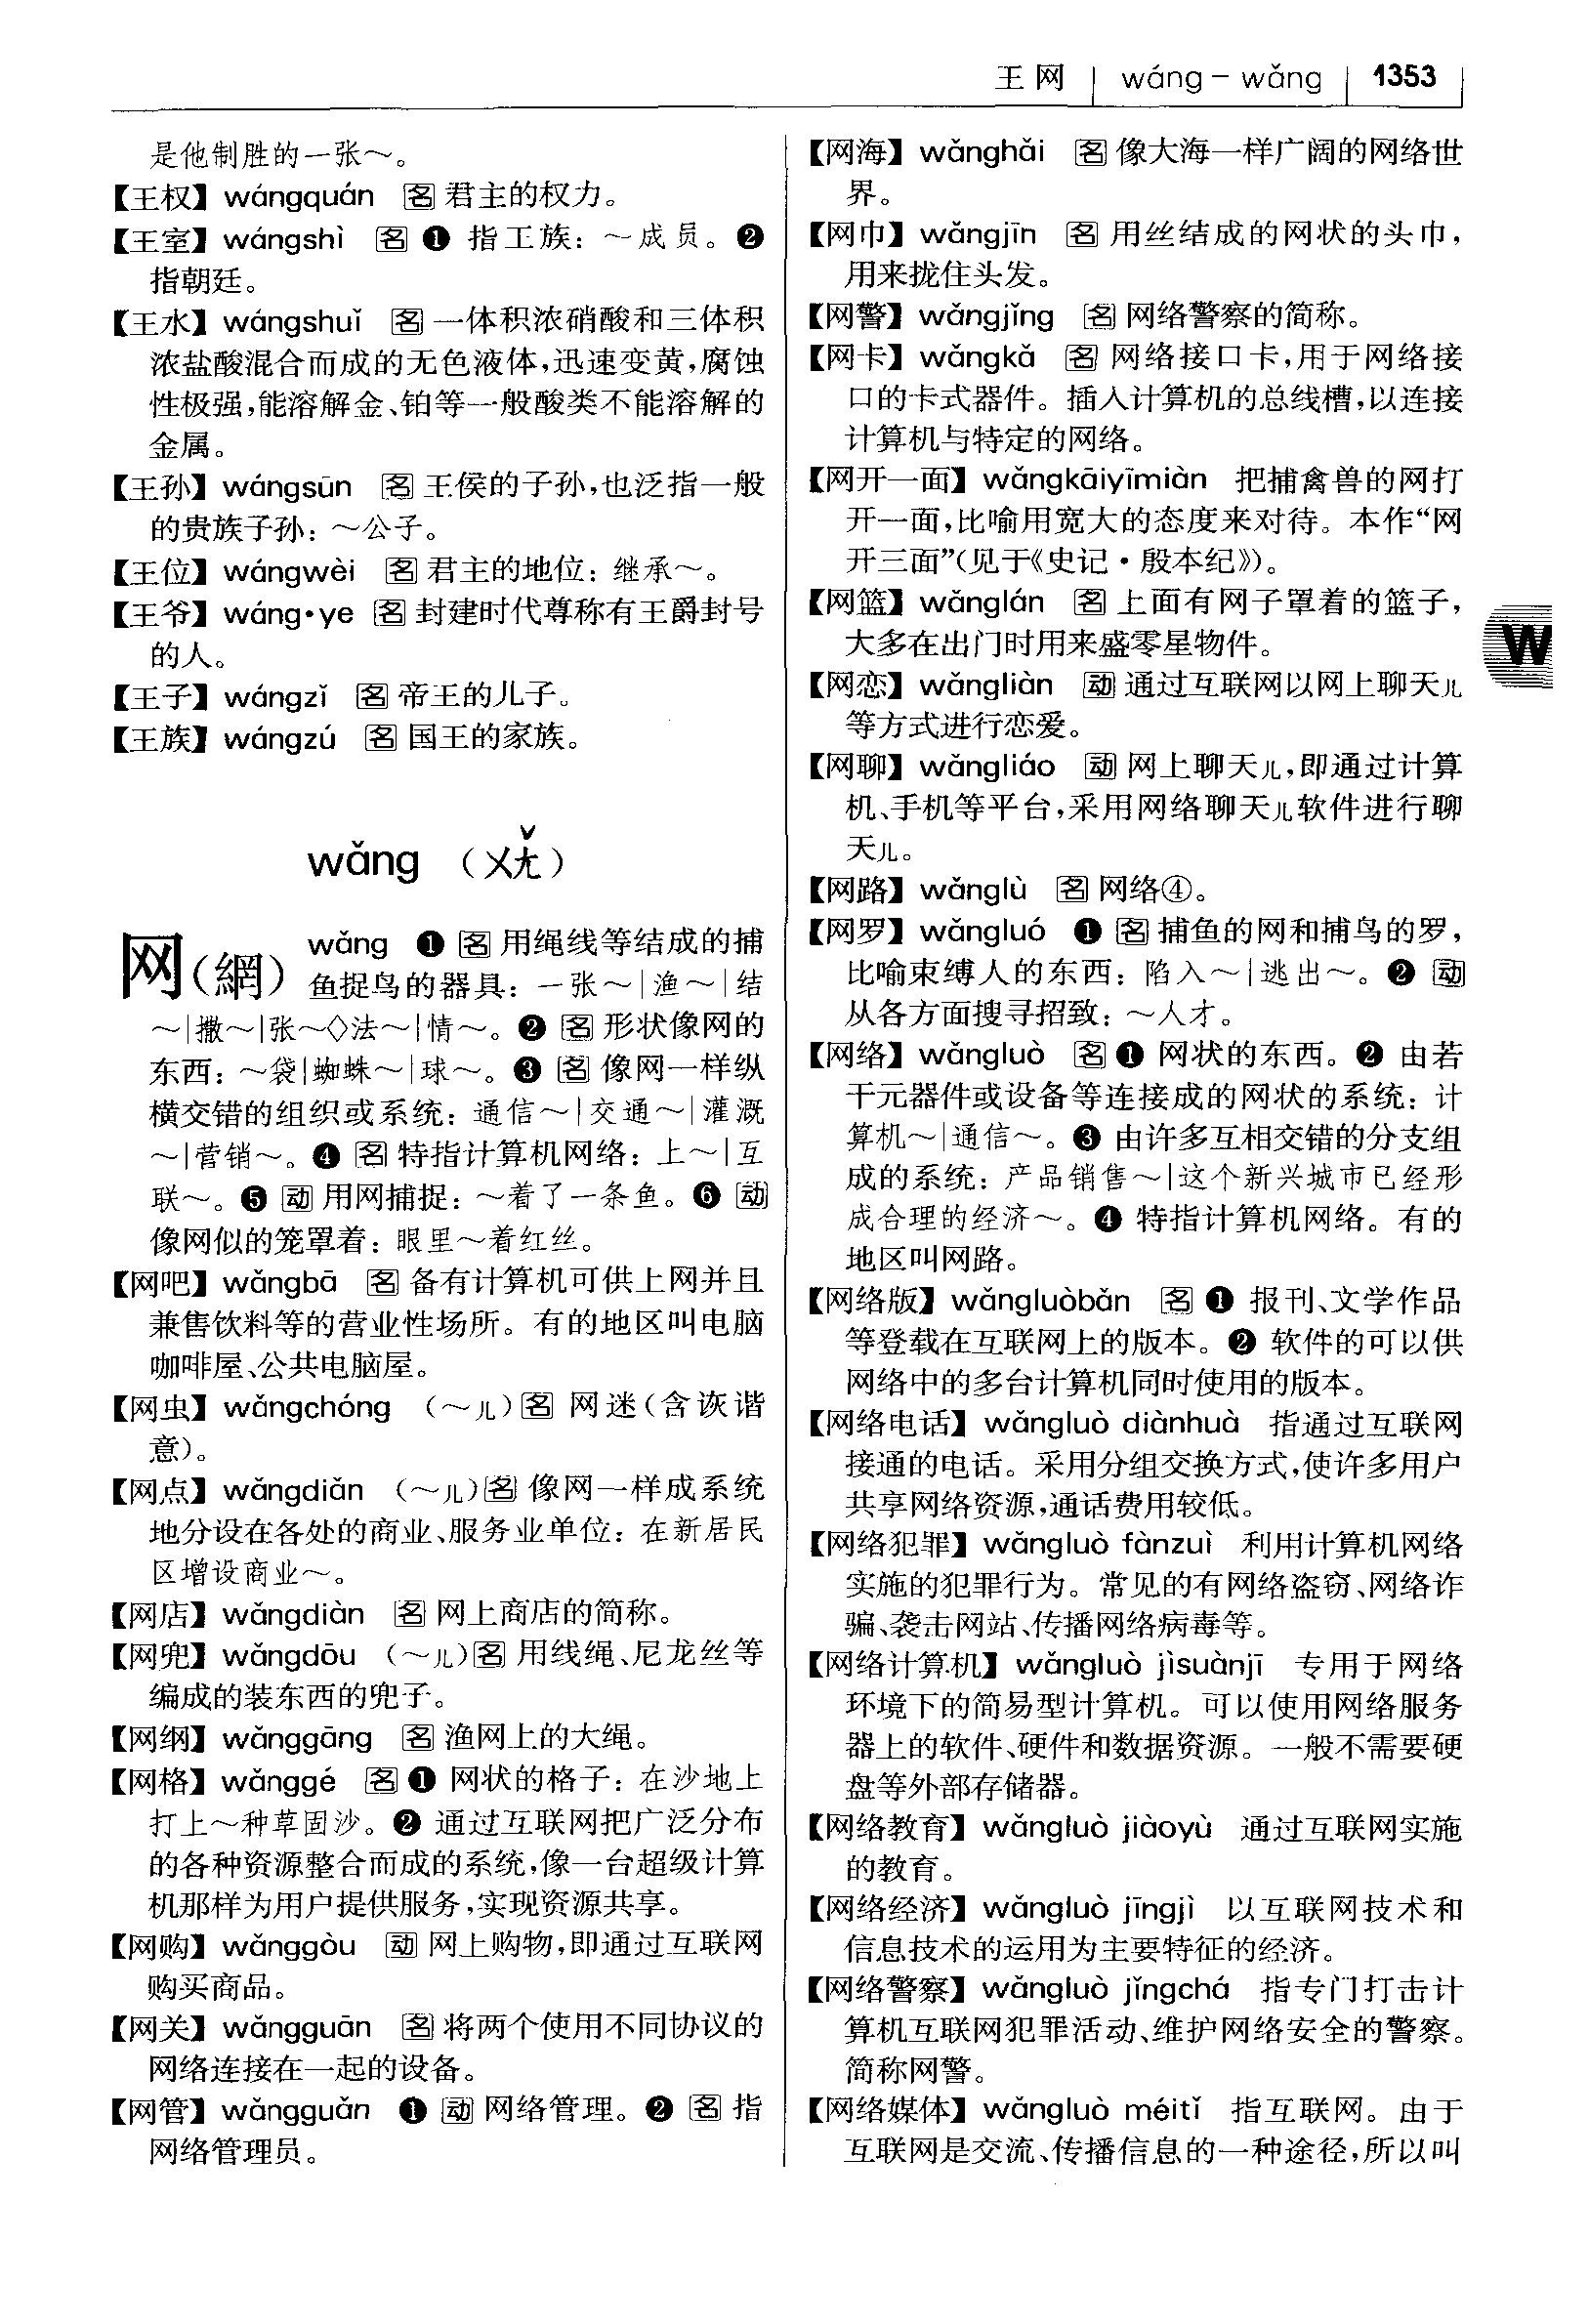 王网 | wáng－wǎng | 1353
是他制胜的一张～。
【王权】 wángquán 名 君主的权力。
【王室】 wángshì 名 ❶ 指王族：～成员。❷
指朝廷。
【王水】 wángshuǐ 名 一体积浓硝酸和三体积
浓盐酸混合而成的无色液体,迅速变黄,腐蚀
性极强,能溶解金、铂等一般酸类不能溶解的
金属。
【王孙】 wángsūn 名 王侯的子孙,也泛指一般
的贵族子孙：～公子。
【王位】 wángwèi 名 君主的地位：继承～。
【王爷】 wáng·ye 名 封建时代尊称有王爵封号
的人。
【王子】 wángzǐ 名 帝王的儿子。
【王族】 wángzú 名 国王的家族。
wǎng （ㄨㄤˇ）
网(網) wǎng ❶ 名 用绳线等结成的捕
鱼捉鸟的器具：一张～|渔～|结
～|撒～|张～◇法～|情～。❷ 名 形状像网的
东西：～袋|蜘蛛～|球～。❸ 名 像网一样纵
横交错的组织或系统：通信～|交通～|灌溉
～|营销～。❹ 名 特指计算机网络：上～|互
联～。❺ 动 用网捕捉：～着了一条鱼。❻ 动
像网似的笼罩着：眼里～着红丝。
【网吧】 wǎngbā 名 备有计算机可供上网并且
兼售饮料等的营业性场所。有的地区叫电脑
咖啡屋、公共电脑屋。
【网虫】 wǎngchóng （～儿）名 网迷（含诙谐
意）。
【网点】 wǎngdiǎn （～儿）名 像网一样成系统
地分设在各处的商业、服务业单位：在新居民
区增设商业～。
【网店】 wǎngdiàn 名 网上商店的简称。
【网兜】 wǎngdōu （～儿）名 用线绳、尼龙丝等
编成的装东西的兜子。
【网纲】 wǎnggāng 名 渔网上的大绳。
【网格】 wǎnggé 名 ❶ 网状的格子：在沙地上
打上～种草固沙。❷ 通过互联网把广泛分布
的各种资源整合而成的系统,像一台超级计算
机那样为用户提供服务,实现资源共享。
【网购】 wǎnggòu 动 网上购物,即通过互联网
购买商品。
【网关】 wǎngguān 名 将两个使用不同协议的
网络连接在一起的设备。
【网管】 wǎngguǎn ❶ 动 网络管理。❷ 名 指
网络管理员。
【网海】 wǎnghǎi 名 像大海一样广阔的网络世
界。
【网巾】 wǎngjīn 名 用丝结成的网状的头巾,
用来拢住头发。
【网警】 wǎngjǐng 名 网络警察的简称。
【网卡】 wǎngkǎ 名 网络接口卡,用于网络接
口的卡式器件。插入计算机的总线槽,以连接
计算机与特定的网络。
【网开一面】 wǎngkāiyīmiàn 把捕禽兽的网打
开一面,比喻用宽大的态度来对待。本作“网
开三面”（见于《史记·殷本纪》）。
【网篮】 wǎnglán 名 上面有网子罩着的篮子,
大多在出门时用来盛零星物件。
【网恋】 wǎngliàn 动 通过互联网以网上聊天儿
等方式进行恋爱。
【网聊】 wǎngliáo 动 网上聊天儿,即通过计算
机、手机等平台,采用网络聊天儿软件进行聊
天儿。
【网路】 wǎnglù 名 网络④。
【网罗】 wǎngluó ❶ 名 捕鱼的网和捕鸟的罗,
比喻束缚人的东西：陷入～|逃出～。❷ 动
从各方面搜寻招致：～人才。
【网络】 wǎngluò 名 ❶ 网状的东西。❷ 由若
干元器件或设备等连接成的网状的系统：计
算机～|通信～。❸ 由许多互相交错的分支组
成的系统：产品销售～|这个新兴城市已经形
成合理的经济～。❹ 特指计算机网络。有的
地区叫网路。
【网络版】 wǎngluòbǎn 名 ❶ 报刊、文学作品
等登载在互联网上的版本。❷ 软件的可以供
网络中的多台计算机同时使用的版本。
【网络电话】 wǎngluò diànhuà 指通过互联网
接通的电话。采用分组交换方式,使许多用户
共享网络资源,通话费用较低。
【网络犯罪】 wǎngluò fànzuì 利用计算机网络
实施的犯罪行为。常见的有网络盗窃、网络诈
骗、袭击网站、传播网络病毒等。
【网络计算机】 wǎngluò jìsuànjī 专用于网络
环境下的简易型计算机。可以使用网络服务
器上的软件、硬件和数据资源。一般不需要硬
盘等外部存储器。
【网络教育】 wǎngluò jiàoyù 通过互联网实施
的教育。
【网络经济】 wǎngluò jīngjì 以互联网技术和
信息技术的运用为主要特征的经济。
【网络警察】 wǎngluò jǐngchá 指专门打击计
算机互联网犯罪活动、维护网络安全的警察。
简称网警。
【网络媒体】 wǎngluò méitǐ 指互联网。由于
互联网是交流、传播信息的一种途径,所以叫
W